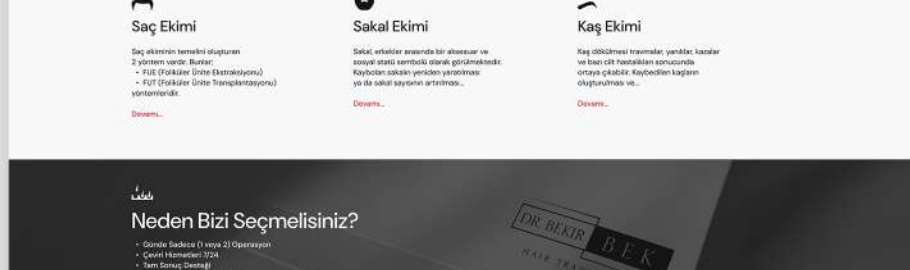 Saç Ekimi
Saç ekiminin temelini oluşturan
2 yöntem vardır. Bunlar;
• FUE (Foliküler Ünite Ekstraksiyonu)
• FUT (Foliküler Ünite Transplantasyonu)
yöntemleridir.
Devamı...
Sakal Ekimi
Sakal, erkekler arasında bir aksesuar ve
sosyal statü sembolü olarak görülmektedir.
Kaybolan sakalın yeniden yaratılması
ya da sakal sayısının artırılması...
Devamı...
Kaş Ekimi
Kaş dökülmesi travmalar, yanıklar, kazalar
ve bazı cilt hastalıkları sonucunda
ortaya çıkabilir. Kaybedilen kaşların
oluşturulması ve...
Devamı...
Neden Bizi Seçmelisiniz?
• Günde Sadece (1 veya 2) Operasyon
• Çeviri Hizmetleri 7/24
• Tam Sonuç Desteği
DR. BEKIR
BEK
HAIR